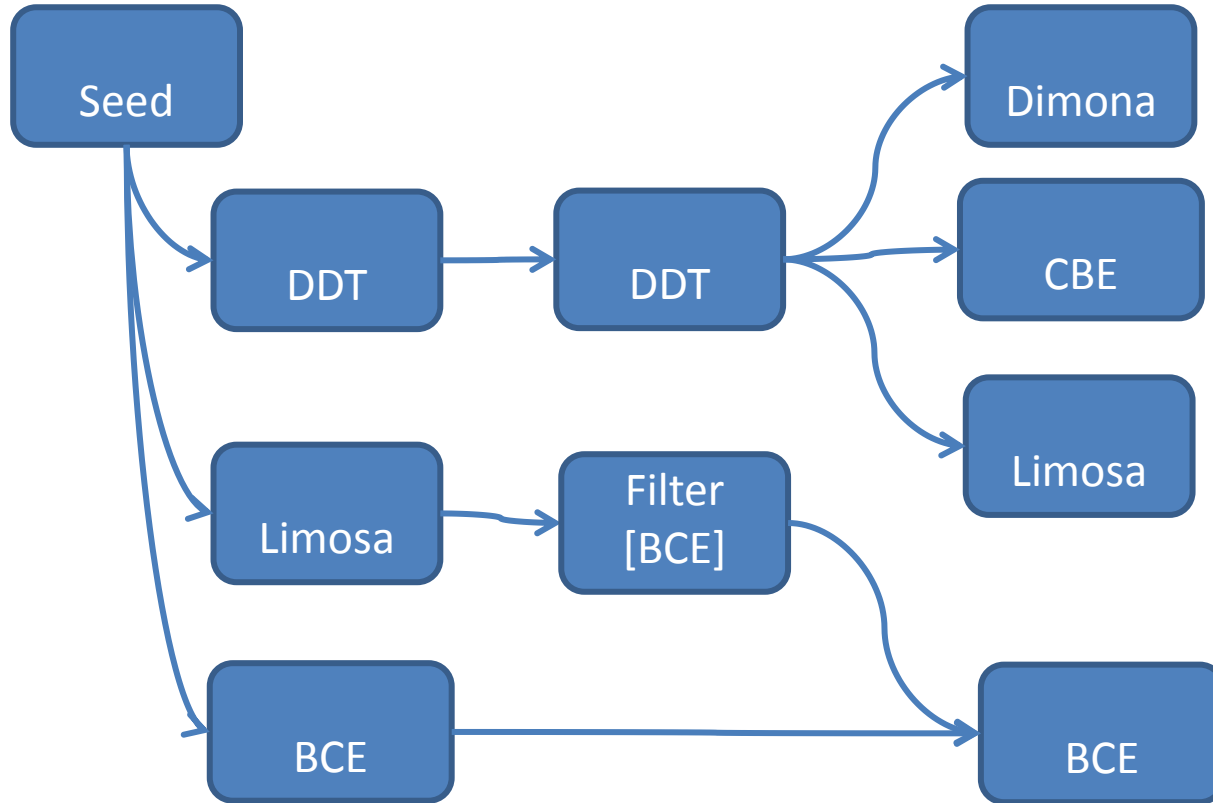 Seed
Dimona
DDT
DDT
CBE
Limosa
Limosa
Filter
[BCE]
BCE
BCE